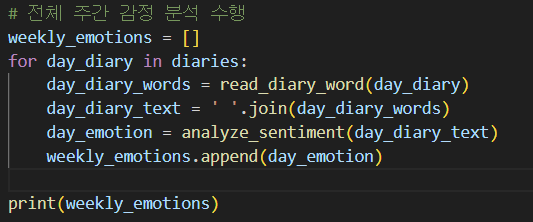 # 전체 주간 감정 분석 수행
weekly_emotions = []
for day_diary in diaries:
    day_diary_words = read_diary_word(day_diary)
    day_diary_text = ' '.join(day_diary_words)
    day_emotion = analyze_sentiment(day_diary_text)
    weekly_emotions.append(day_emotion)

print(weekly_emotions)